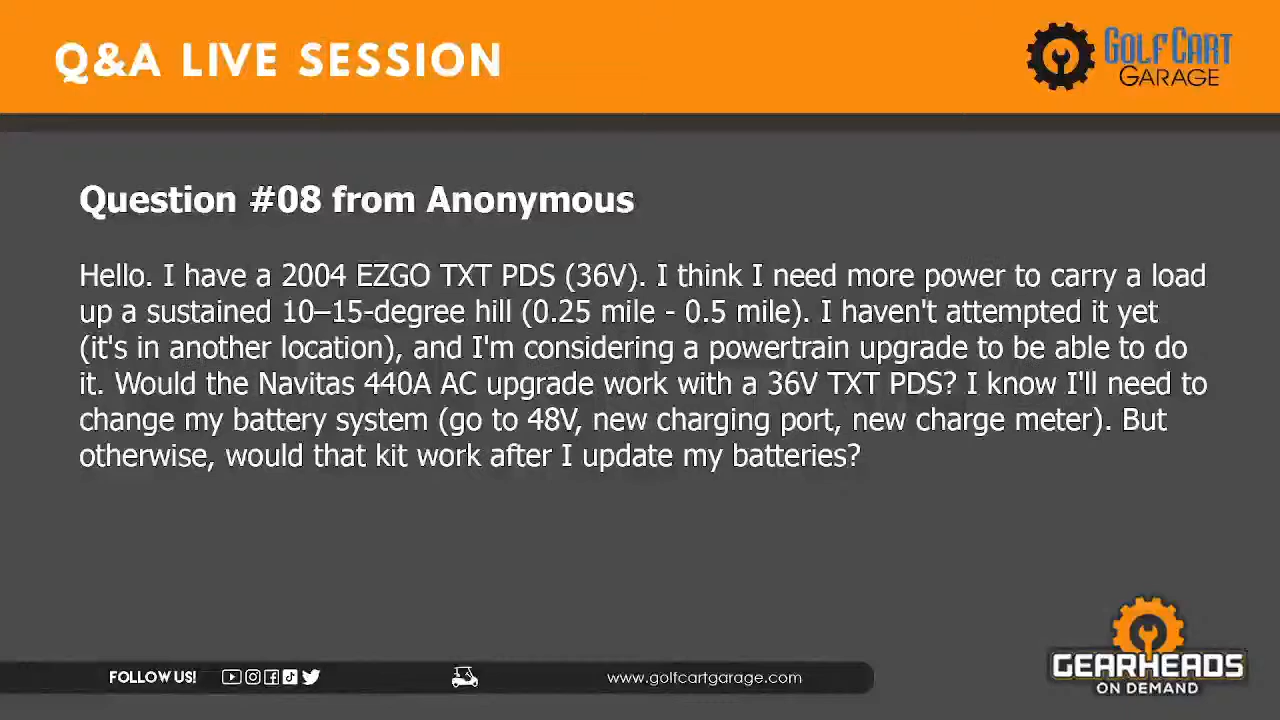 Q&A LIVE SESSION
GOLF CART
GARAGE
Question #08 from Anonymous
Hello. I have a 2004 EZGO TXT PDS (36V). I think I need more power to carry a load
up a sustained 10–15-degree hill (0.25 mile - 0.5 mile). I haven't attempted it yet
(it's in another location), and I'm considering a powertrain upgrade to be able to do
it. Would the Navitas 440A AC upgrade work with a 36V TXT PDS? I know I'll need to
change my battery system (go to 48V, new charging port, new charge meter). But
otherwise, would that kit work after I update my batteries?
FOLLOW US!
www.golfcartgarage.com
GEARHEADS
ON DEMAND